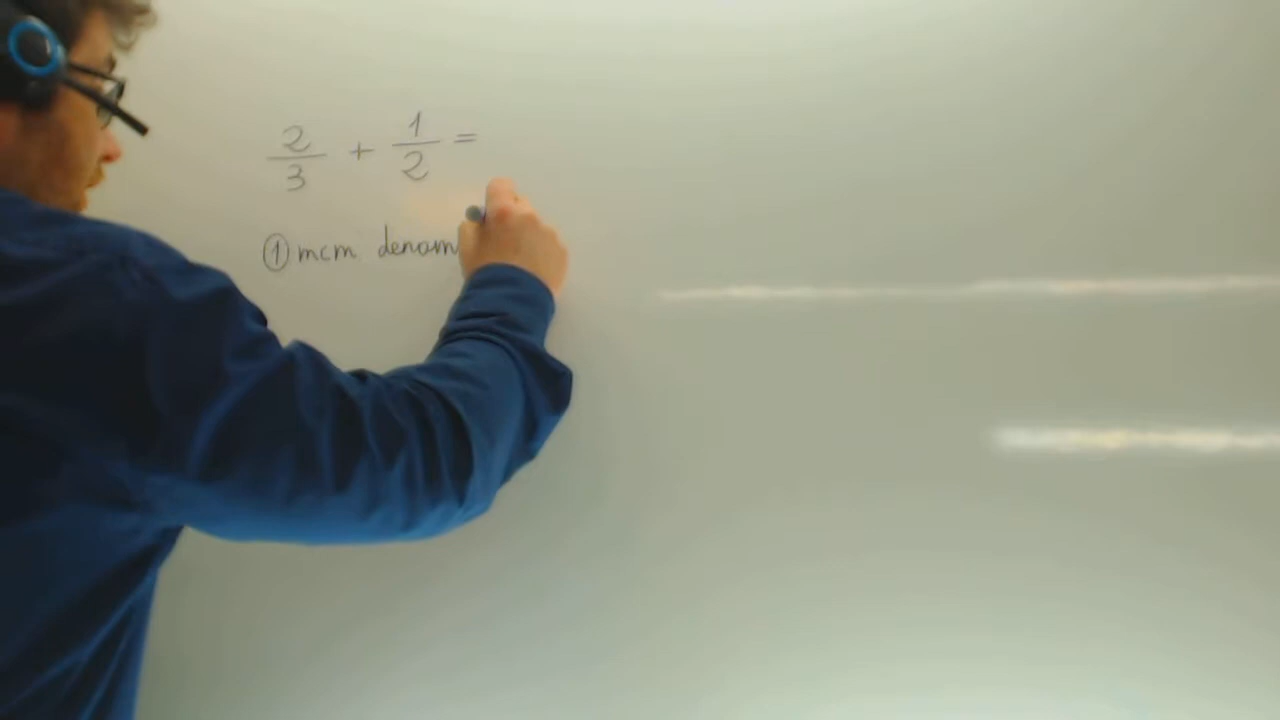 2/3 + 1/2 =
① mcm denom